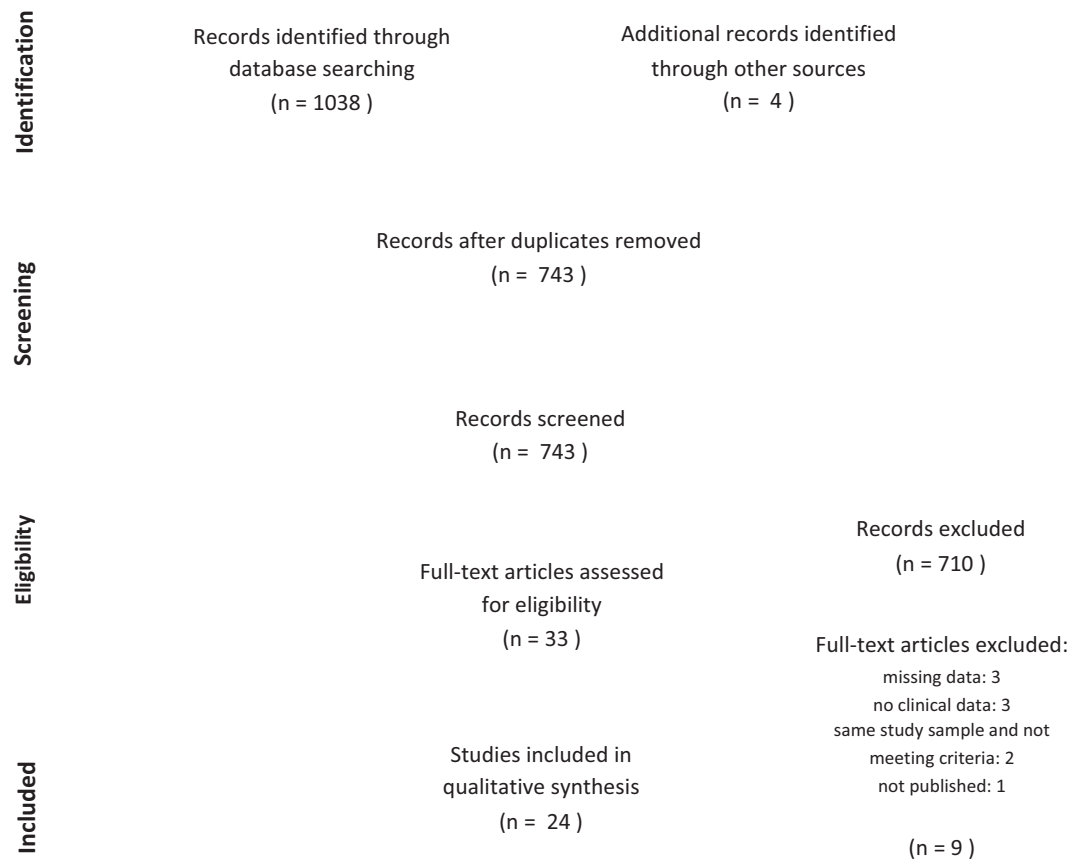 Identification
Records identified through
database searching
(n = 1038 )
Additional records identified
through other sources
(n = 4 )
Screening
Records after duplicates removed
(n = 743 )
Records screened
(n = 743 )
Eligibility
Records excluded
(n = 710 )
Full-text articles assessed
for eligibility
(n = 33 )
Full-text articles excluded:
missing data: 3
no clinical data: 3
same study sample and not
meeting criteria: 2
not published: 1
(n = 9 )
Included
Studies included in
qualitative synthesis
(n = 24 )